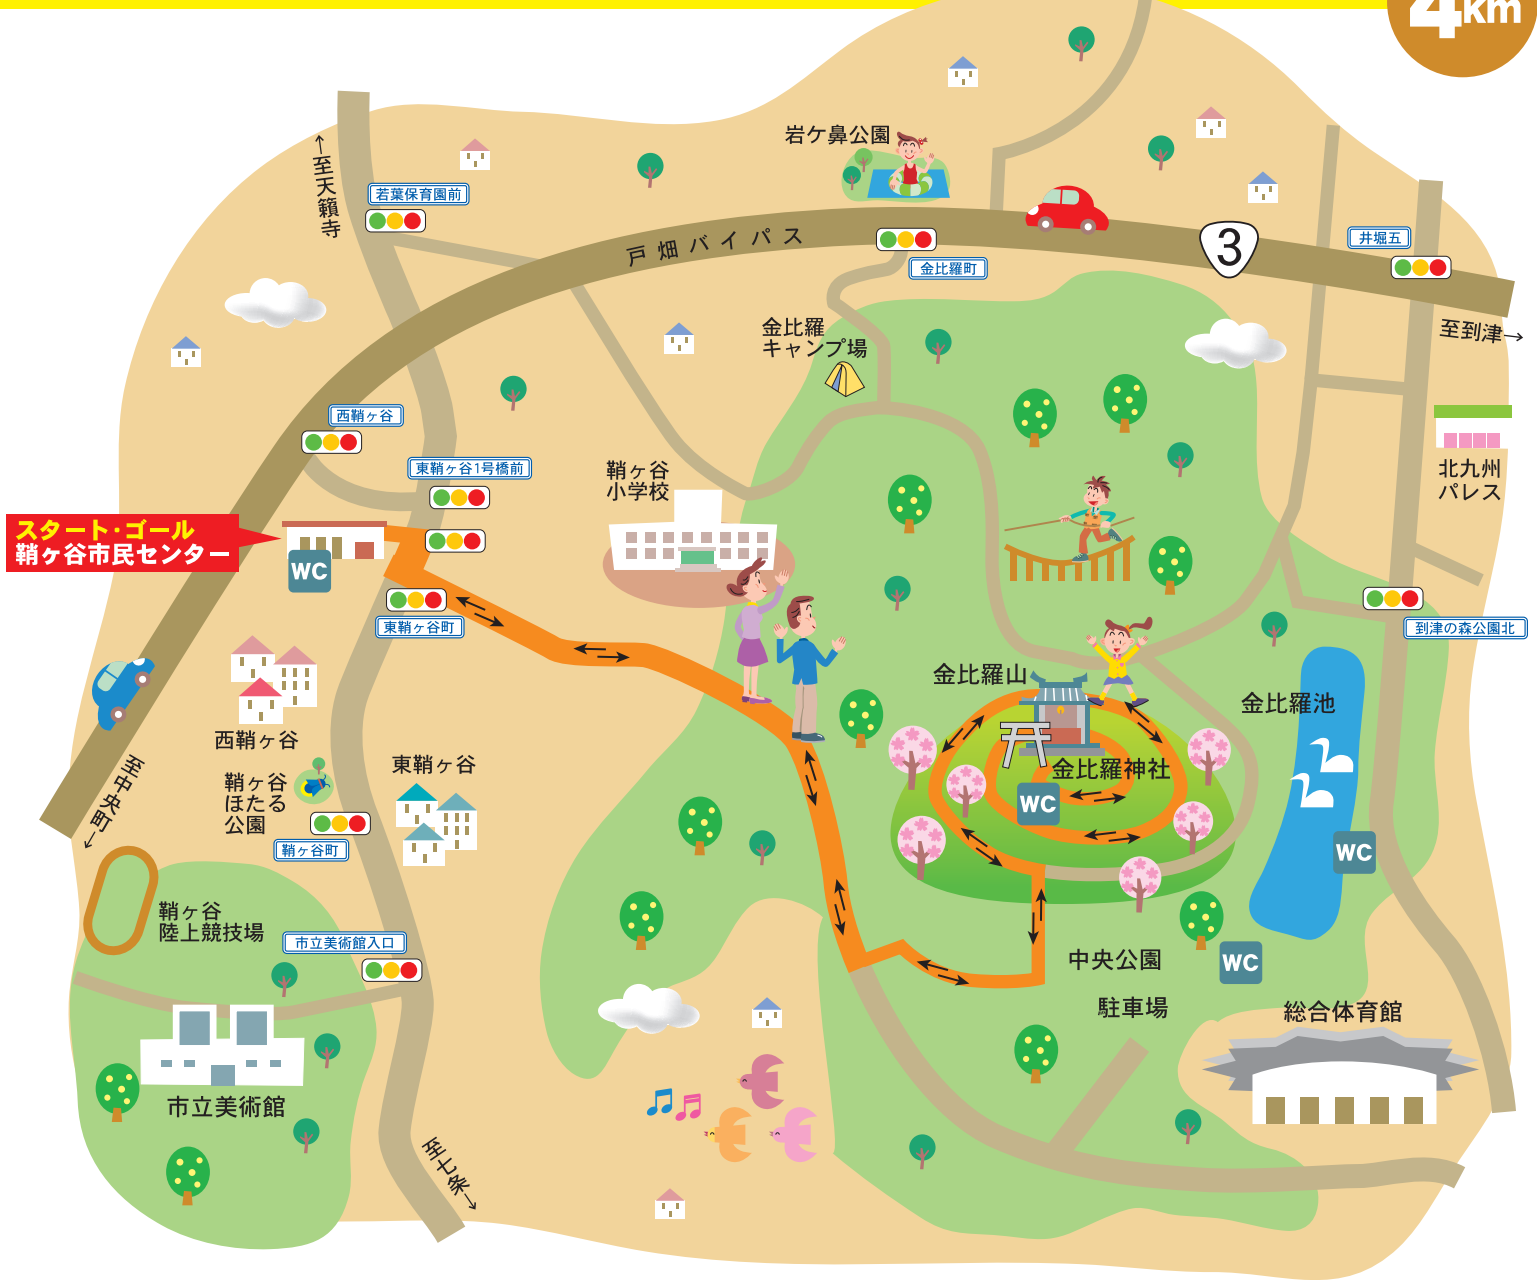 4km
岩ケ鼻公園
←至天籟寺
若葉保育園前
戸畑バイパス
3
井堀五
金比羅町
金比羅
キャンプ場
至到津→
西鞘ヶ谷
東鞘ヶ谷1号橋前
鞘ヶ谷
小学校
北九州
パレス
スタート・ゴール
鞘ヶ谷市民センター
WC
東鞘ヶ谷町
到津の森公園北
金比羅山
金比羅池
西鞘ヶ谷
東鞘ヶ谷
金比羅神社
WC
至中央町→
鞘ヶ谷
ほたる
公園
鞘ヶ谷町
WC
鞘ヶ谷
陸上競技場
市立美術館入口
中央公園
WC
駐車場
総合体育館
市立美術館
至七条→